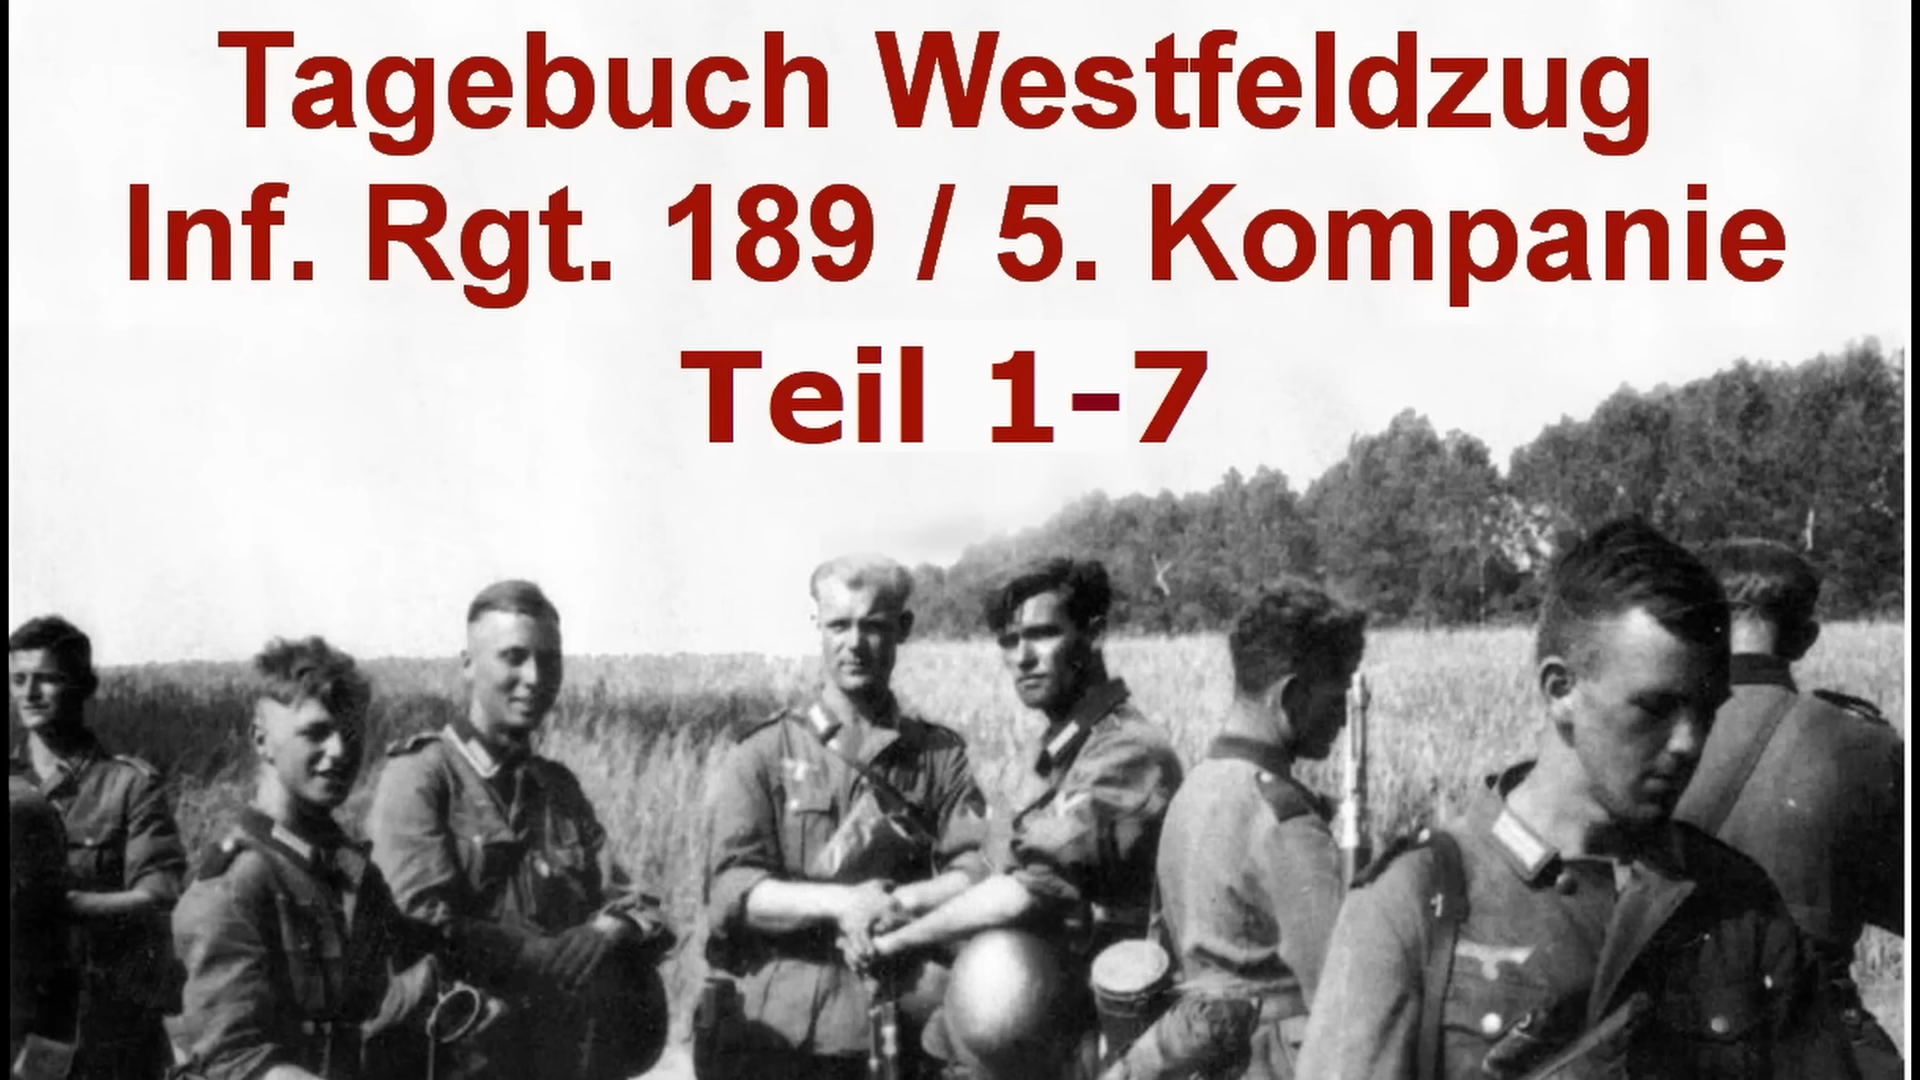 Tagebuch Westfeldzug
Inf. Rgt. 189 / 5. Kompanie
Teil 1-7